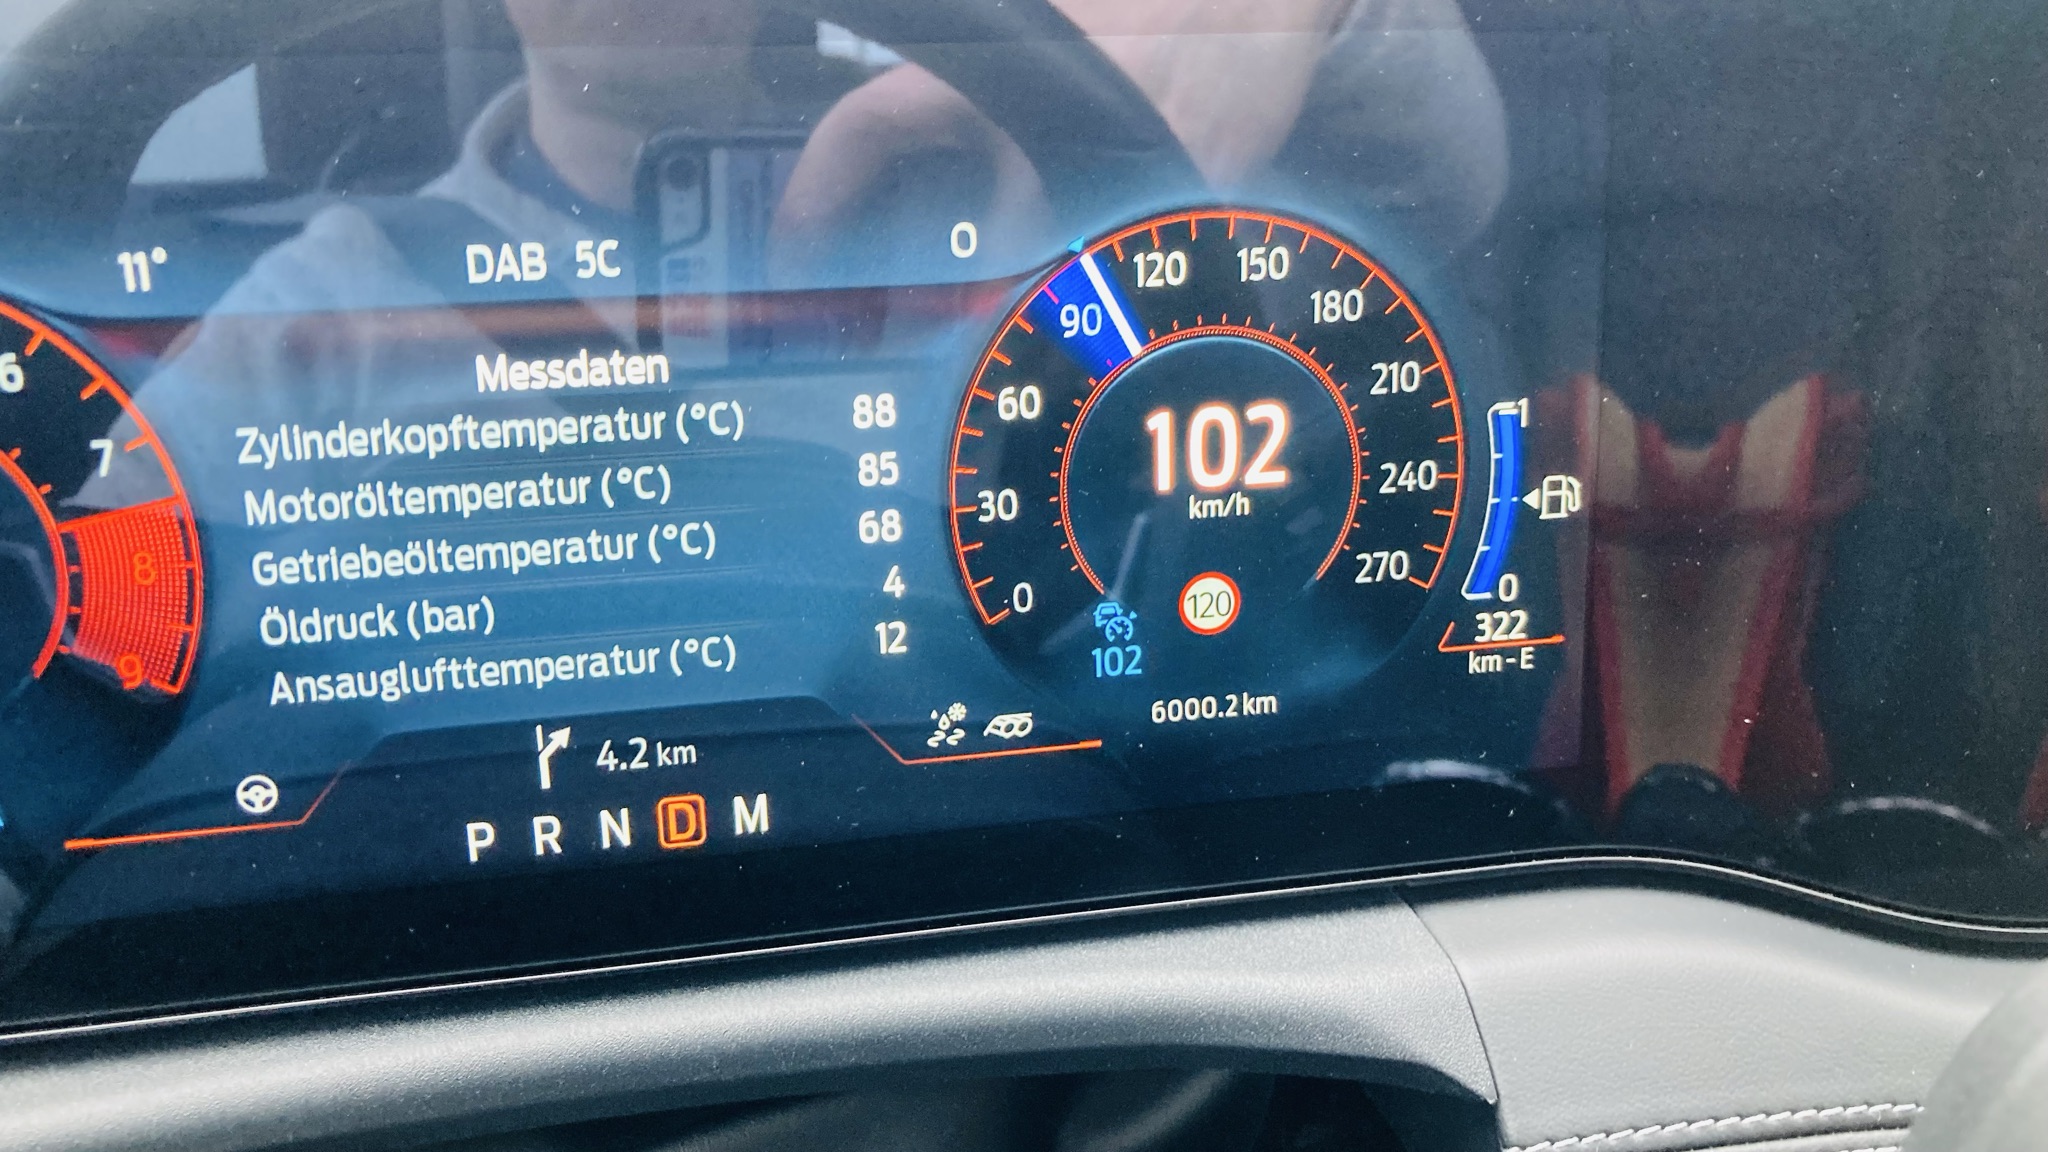 11° DAB 5C O
Messdaten
Zylinderkopftemperatur (°C) 88
Motoröltemperatur (°C) 85
Getriebeöltemperatur (°C) 68
Öldruck (bar) 4
Ansauglufttemperatur (°C) 12
4.2 km
P R N D M
6
7
8
9
0
30
60
90
120
150
180
210
240
270
102
km/h
120
102
6000.2 km
1
0
322
km-E